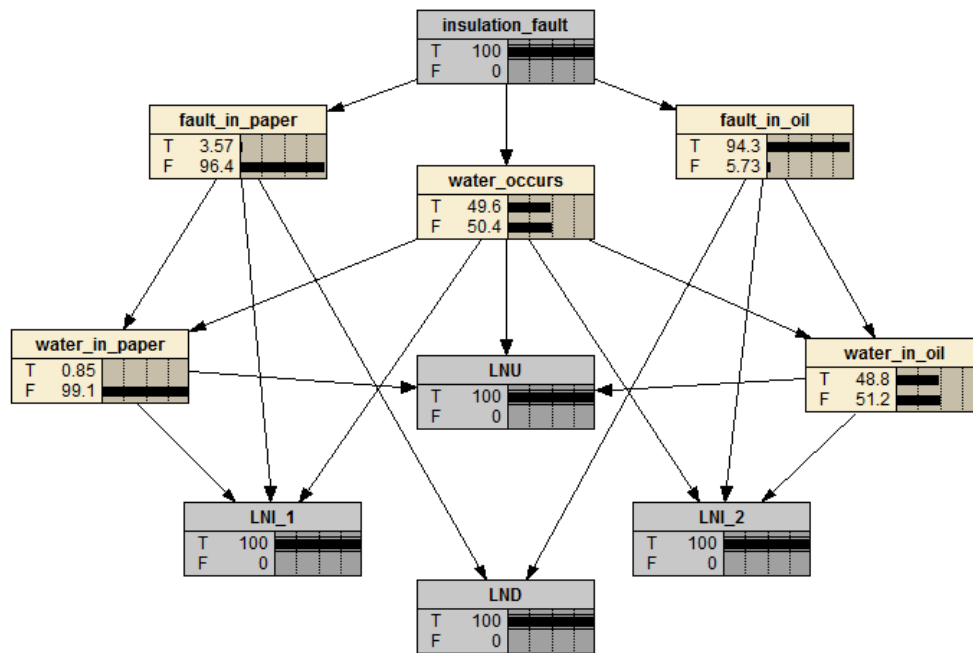 insulation_fault
T 100
F 0
fault_in_paper
T 3.57
F 96.4
fault_in_oil
T 94.3
F 5.73
water_occurs
T 49.6
F 50.4
water_in_paper
T 0.85
F 99.1
water_in_oil
T 48.8
F 51.2
LNU
T 100
F 0
LNI_1
T 100
F 0
LNI_2
T 100
F 0
LND
T 100
F 0